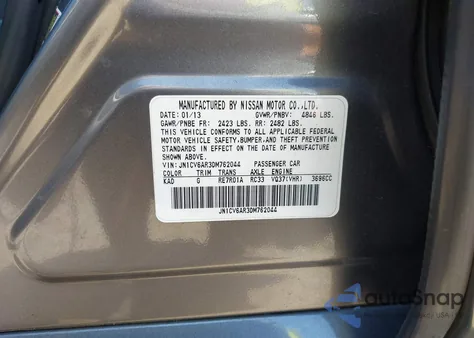 MANUFACTURED BY NISSAN MOTOR CO.,LTD.
DATE: 01/13 GVWR/PNBV: 4846 LBS.
GAWR/PNBE FR: 2423 LBS. RR: 2482 LBS.
THIS VEHICLE CONFORMS TO ALL APPLICABLE FEDERAL
MOTOR VEHICLE SAFETY,BUMPER,AND THEFT PREVENTION
STANDARDS IN EFFECT ON THE DATE OF MANUFACTURE
SHOWN ABOVE.
VIN: JN1CV6AR3DM762044 PASSENGER CAR
COLOR TRIM TRANS AXLE ENGINE
KAD G RE7R01A RC33 VQ37(VHR) 3696CC
JN1CV6AR3DM762044
autoSnap